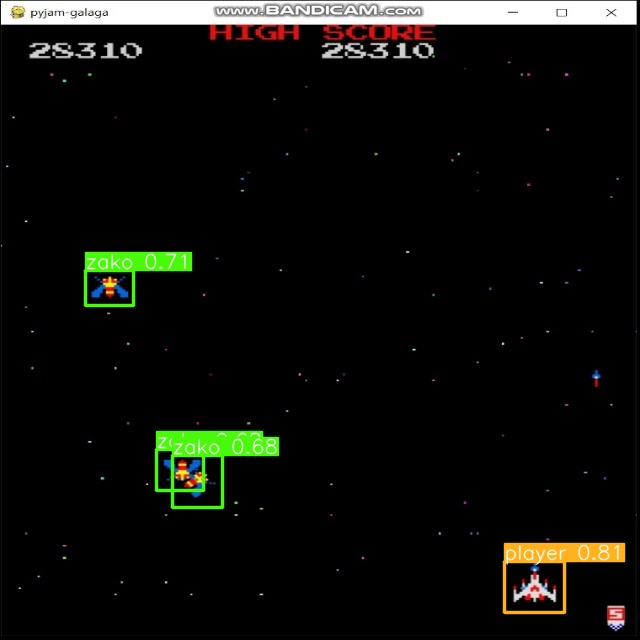 pyjam-galaga
www.BANDICAM.com
HIGH SCORE
28310 28310
zako 0.71
zako 0.68
player 0.81
5